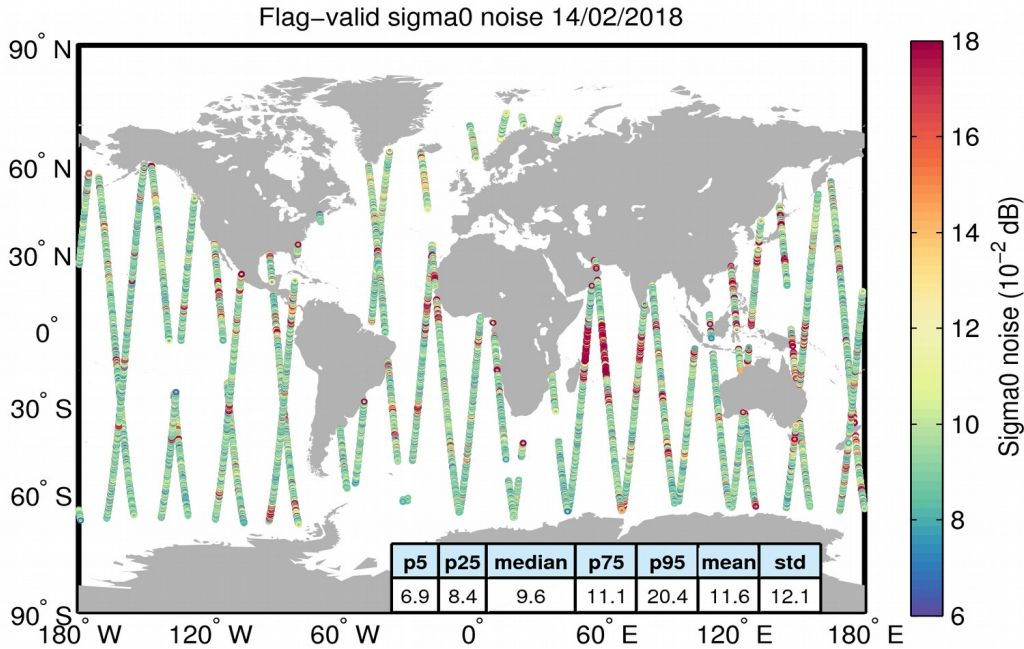 Flag−valid sigma0 noise 14/02/2018
90° N
60° N
30° N
0°
30° S
60° S
90° S
180° W
120° W
60° W
0°
60° E
120° E
180° E
18
16
14
12
10
8
6
Sigma0 noise (10⁻² dB)
p5 p25 median p75 p95 mean std
6.9 8.4 9.6 11.1 20.4 11.6 12.1